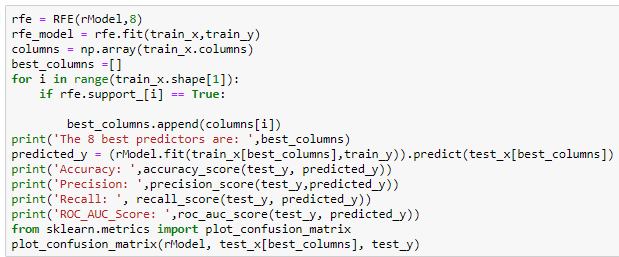 rfe = RFE(rModel,8)
rfe_model = rfe.fit(train_x,train_y)
columns = np.array(train_x.columns)
best_columns =[]
for i in range(train_x.shape[1]):
    if rfe.support_[i] == True:

        best_columns.append(columns[i])
print('The 8 best predictors are: ',best_columns)
predicted_y = (rModel.fit(train_x[best_columns],train_y)).predict(test_x[best_columns])
print('Accuracy: ',accuracy_score(test_y, predicted_y))
print('Precision: ',precision_score(test_y,predicted_y))
print('Recall: ', recall_score(test_y, predicted_y))
print('ROC_AUC_Score: ',roc_auc_score(test_y, predicted_y))
from sklearn.metrics import plot_confusion_matrix
plot_confusion_matrix(rModel, test_x[best_columns], test_y)